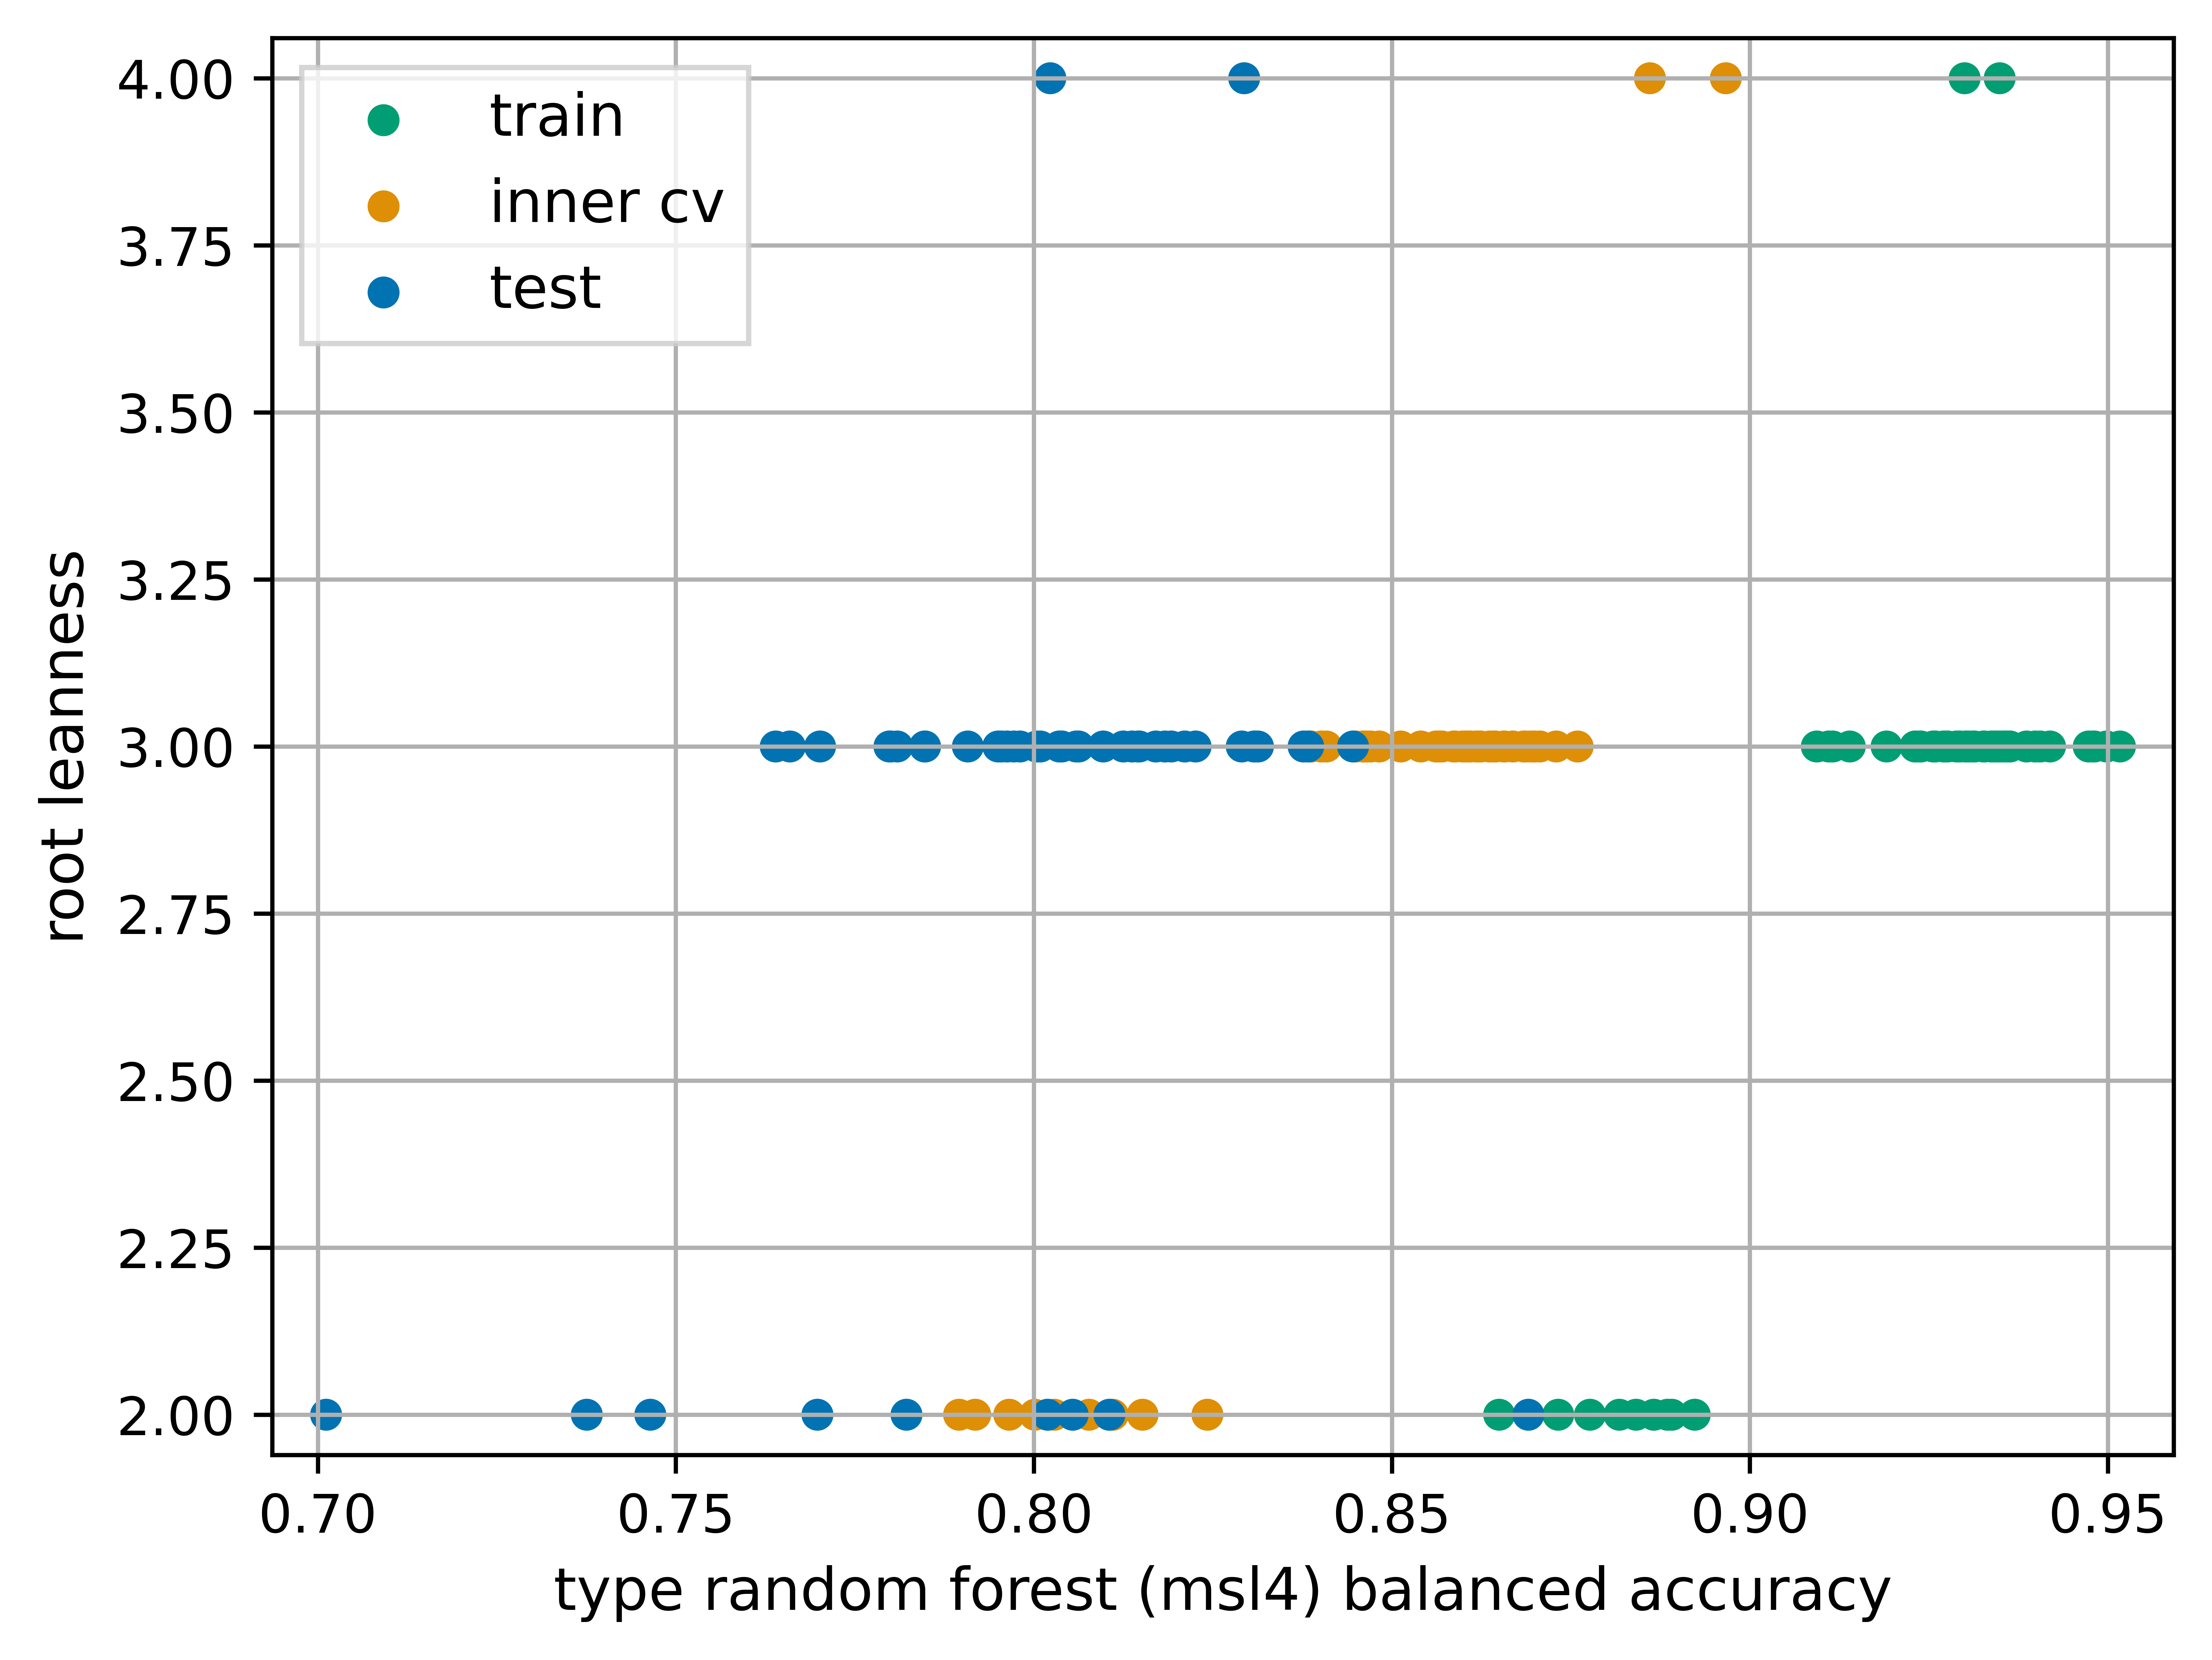 4.00
3.75
3.50
3.25
3.00
2.75
2.50
2.25
2.00
root leanness
train
inner cv
test
0.70 0.75 0.80 0.85 0.90 0.95
type random forest (msl4) balanced accuracy